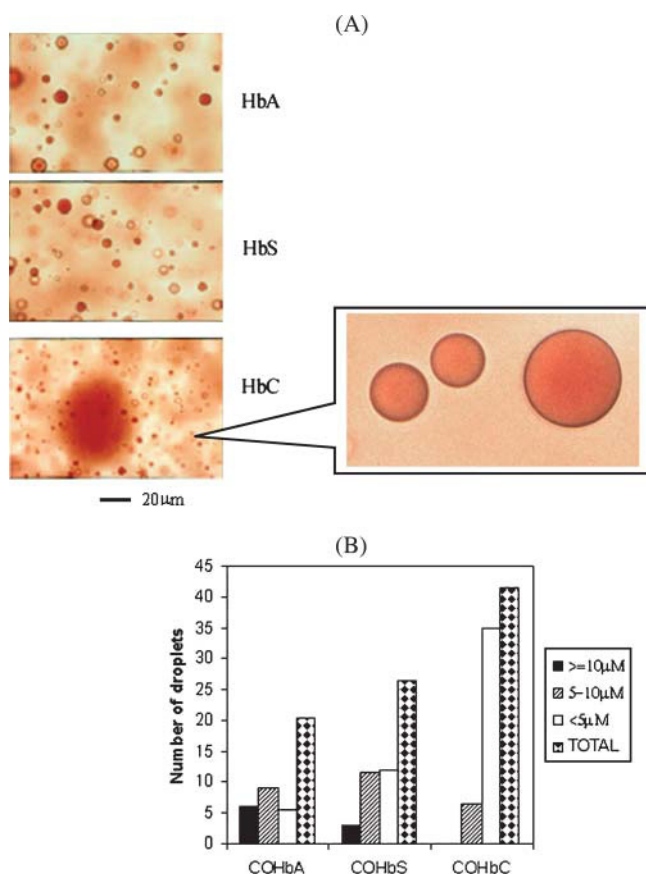 (A)
HbA
HbS
HbC
20µm
(B)
45
40
35
30
25
20
15
10
5
0
Number of droplets
COHbA
COHbS
COHbC
>=10µM
5-10µM
<5µM
TOTAL